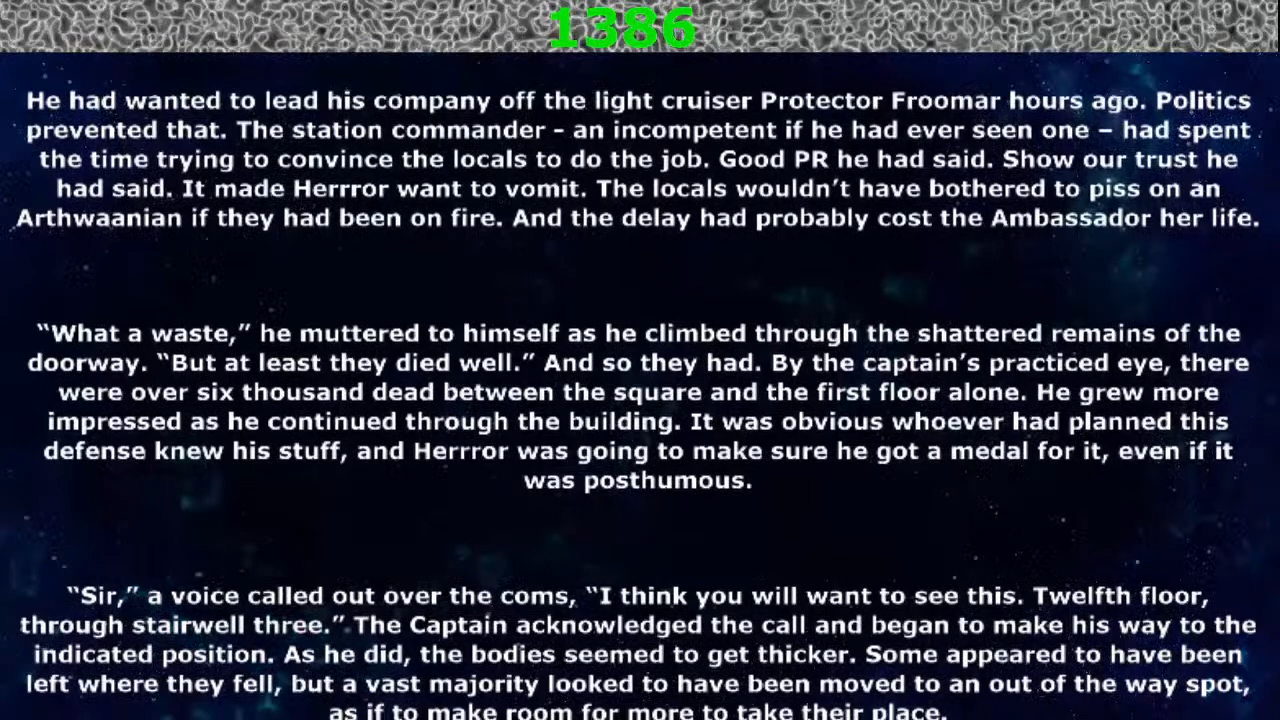 1386
He had wanted to lead his company off the light cruiser Protector Froomar hours ago. Politics
prevented that. The station commander - an incompetent if he had ever seen one – had spent
the time trying to convince the locals to do the job. Good PR he had said. Show our trust he
had said. It made Herrror want to vomit. The locals wouldn’t have bothered to piss on an
Arthwaanian if they had been on fire. And the delay had probably cost the Ambassador her life.
“What a waste,” he muttered to himself as he climbed through the shattered remains of the
doorway. “But at least they died well.” And so they had. By the captain’s practiced eye, there
were over six thousand dead between the square and the first floor alone. He grew more
impressed as he continued through the building. It was obvious whoever had planned this
defense knew his stuff, and Herrror was going to make sure he got a medal for it, even if it
was posthumous.
“Sir,” a voice called out over the coms, “I think you will want to see this. Twelfth floor,
through stairwell three.” The Captain acknowledged the call and began to make his way to the
indicated position. As he did, the bodies seemed to get thicker. Some appeared to have been
left where they fell, but a vast majority looked to have been moved to an out of the way spot,
as if to make room for more to take their place.